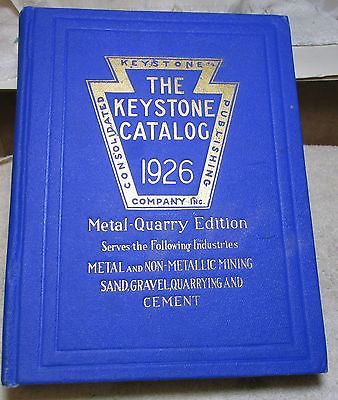 KEYSTONE
CONSOLIDATED
PUBLISHING
COMPANY INC.
THE
KEYSTONE
CATALOG
1926
Metal-Quarry Edition
Serves the Following Industries
METAL AND NON-METALLIC MINING
SAND, GRAVEL, QUARRYING AND
CEMENT